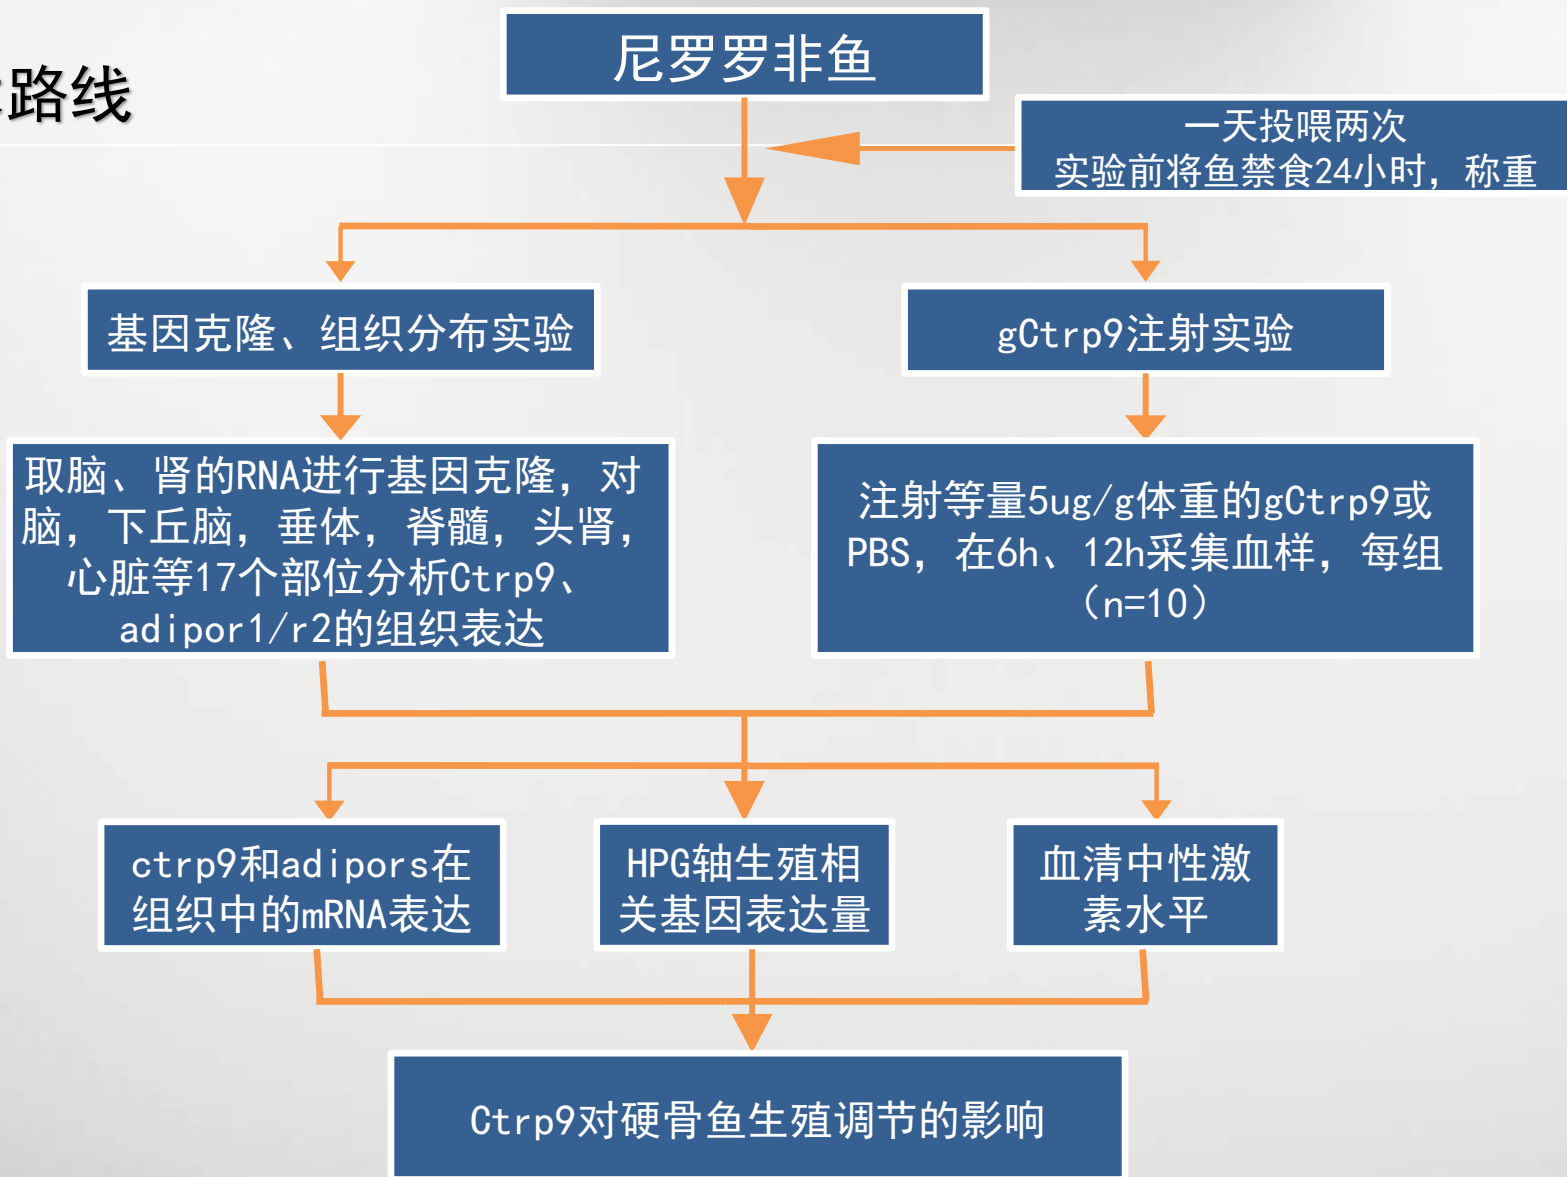 路线
尼罗罗非鱼
一天投喂两次
实验前将鱼禁食24小时，称重
基因克隆、组织分布实验
gCtrp9注射实验
取脑、肾的RNA进行基因克隆，对
脑，下丘脑，垂体，脊髓，头肾，
心脏等17个部位分析Ctrp9、
adipor1/r2的组织表达
注射等量5ug/g体重的gCtrp9或
PBS，在6h、12h采集血样，每组
（n=10）
ctrp9和adipors在
组织中的mRNA表达
HPG轴生殖相
关基因表达量
血清中性激
素水平
Ctrp9对硬骨鱼生殖调节的影响